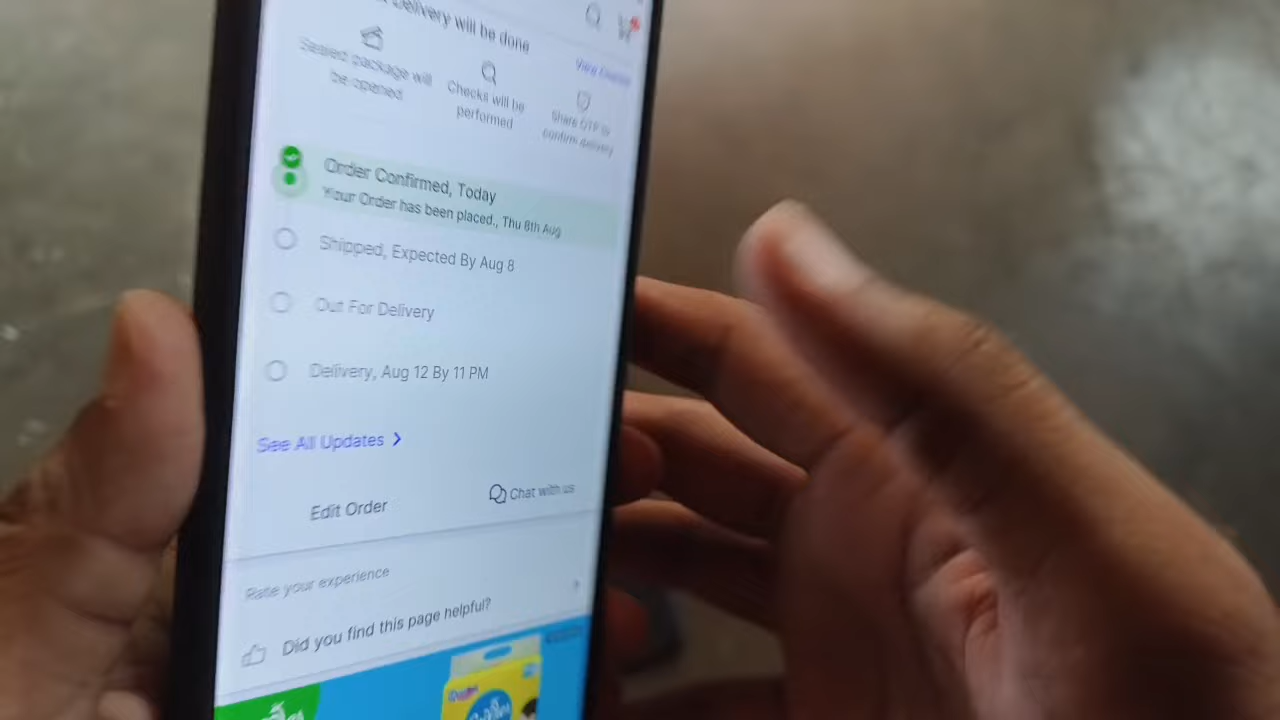 Delivery will be done
Sealed package will
be opened
Checks will be
performed
Share OTP to
confirm delivery
Order Confirmed, Today
Your Order has been placed., Thu 8th Aug
Shipped, Expected By Aug 8
Out For Delivery
Delivery, Aug 12 By 11 PM
See All Updates
Edit Order
Chat with us
Rate your experience
Did you find this page helpful?